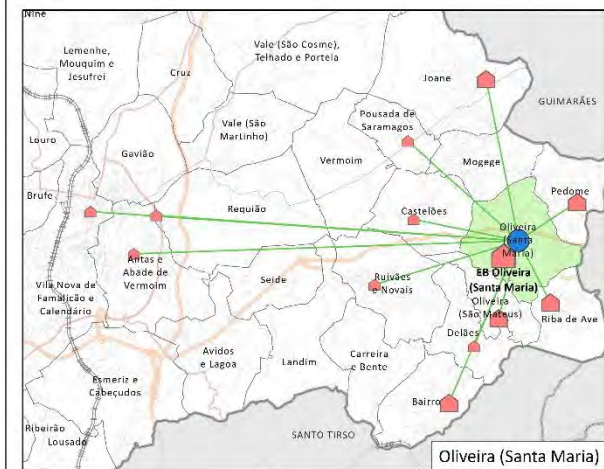 Nine
Lemenhe,
Mouquim e
Jesufrei
Cruz
Vale (São Cosme),
Telhado e Portela
Joane
GUIMARÃES
Pousada de
Saramagos
Louro
Vale (São
Martinho)
Gavião
Vermoim
Mogege
Brufe
Requião
Castelões
Pedome
Oliveira
(Santa
Maria)
Antas e
Abade de
Vermoim
EB Oliveira
(Santa Maria)
Seide
Ruivães
e Novais
Vila Nova de
Famalicão e
Calendário
Oliveira
(São Mateus)
Riba de Ave
Delães
Avidos
e Lagoa
Landim
Carreira
e Bente
Esmeriz e
Cabeçudos
Bairro
Ribeirão
Lousado
SANTO TIRSO
Oliveira (Santa Maria)